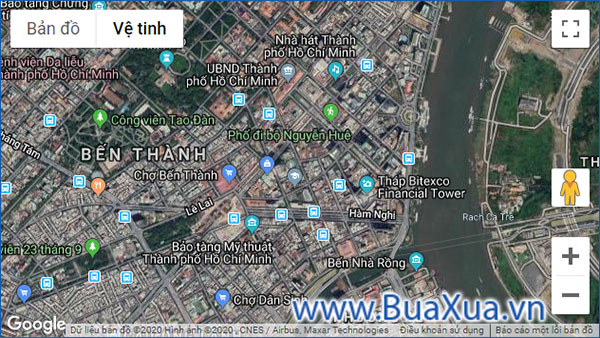 Bảo tàng Chứng
Bản đồ
Vệ tinh
Nhà hát Thành
phố Hồ Chí Minh
UBND Thành
phố Hồ Chí Minh
ệnh viện Da liễu
Thành phố Hồ Chí Minh
Công viên Tao Đàn
Phố đi bộ Nguyễn Huệ
háng Tám
BẾN THÀNH
Chợ Bến Thành
Tháp Bitexco
Financial Tower
TH
Lê Lai
Hàm Nghi
Rạch Cá Trê
Bảo tàng Mỹ thuật
Thành phố Hồ Chí Minh
viên 23 tháng 9
Bến Nhà Rồng
Chợ Dân Sinh
www.BuaXua.vn
Google
Dữ liệu bản đồ ©2020 Hình ảnh ©2020 , CNES / Airbus, Maxar Technologies
Điều khoản sử dụng
Báo cáo một lỗi bản đồ